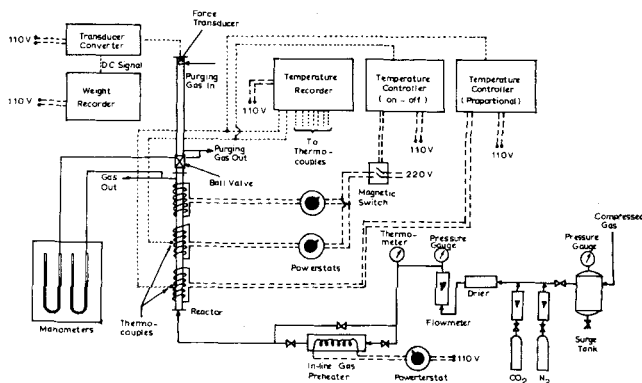 Force
Transducer
110 V
Transducer
Converter
DC Signal
110 V
Weight
Recorder
Purging
Gas In
Temperature
Recorder
110 V
To Thermo-
couples
Temperature
Controller
(on - off)
110 V
Temperature
Controller
(Proportional)
110 V
Purging
Gas Out
Gas
Out
Ball Valve
Magnetic
Switch
220 V
Powerstats
Manometers
Thermo-
couples
Reactor
Thermo-
meter
Pressure
Gauge
Flowmeter
Drier
Pressure
Gauge
Compressed
Gas
Surge
Tank
CO2
N2
In-line Gas
Preheater
Powerterstat
110 V